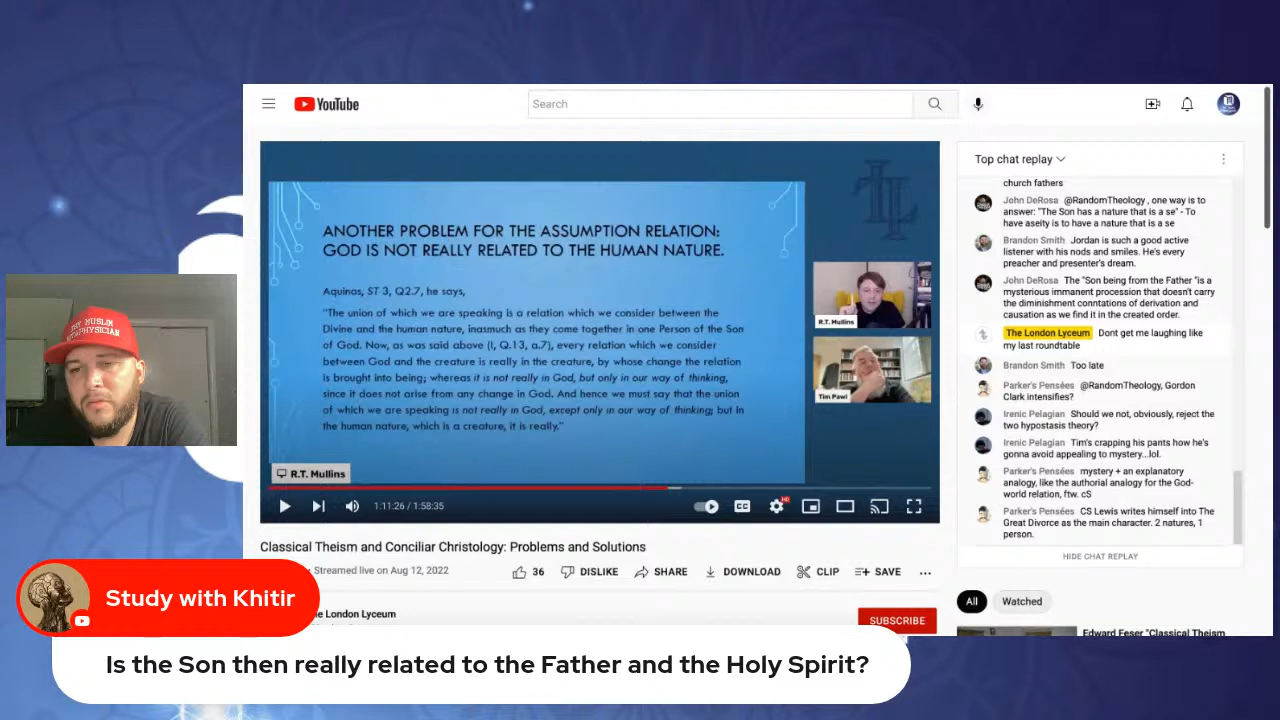 YouTube
Search
ANOTHER PROBLEM FOR THE ASSUMPTION RELATION:
GOD IS NOT REALLY RELATED TO THE HUMAN NATURE.
Aquinas, ST 3, Q2.7, he says,
"The union of which we are speaking is a relation which we consider between the
Divine and the human nature, inasmuch as they come together in one Person of the Son
of God. Now, as was said above (I, Q.13, a.7), every relation which we consider
between God and the creature is really in the creature, by whose change the relation
is brought into being; whereas it is not really in God, but only in our way of thinking,
since it does not arise from any change in God. And hence we must say that the union
of which we are speaking is not really in God, except only in our way of thinking; but in
the human nature, which is a creature, it is really."
R.T. Mullins
R.T. Mullins
Tim Pawl
1:11:26 / 1:58:35
CC
HD
Classical Theism and Conciliar Christology: Problems and Solutions
Streamed live on Aug 12, 2022
36
DISLIKE
SHARE
DOWNLOAD
CLIP
SAVE
The London Lyceum
SUBSCRIBE
Top chat replay
church fathers
John DeRosa @RandomTheology , one way is to
answer: "The Son has a nature that is a se" - To
have aseity is to have a nature that is a se
Brandon Smith Jordan is such a good active
listener with his nods and smiles. He's every
preacher and presenter's dream.
John DeRosa The "Son being from the Father "is a
mysterious immanent procession that doesn't carry
the diminishment conntations of derivation and
causation as we find it in the created order.
The London Lyceum Dont get me laughing like
my last roundtable
Brandon Smith Too late
Parker's Pensées @RandomTheology, Gordon
Clark intensifies?
Irenic Pelagian Should we not, obviously, reject the
two hypostasis theory?
Irenic Pelagian Tim's crapping his pants how he's
gonna avoid appealing to mystery...lol.
Parker's Pensées mystery + an explanatory
analogy, like the authorial analogy for the God-
world relation, ftw. cS
Parker's Pensées CS Lewis writes himself into The
Great Divorce as the main character. 2 natures, 1
person.
HIDE CHAT REPLAY
All
Watched
Edward Feser "Classical Theism
MUSLIM
METAPHYSICIAN
Study with Khitir
Is the Son then really related to the Father and the Holy Spirit?